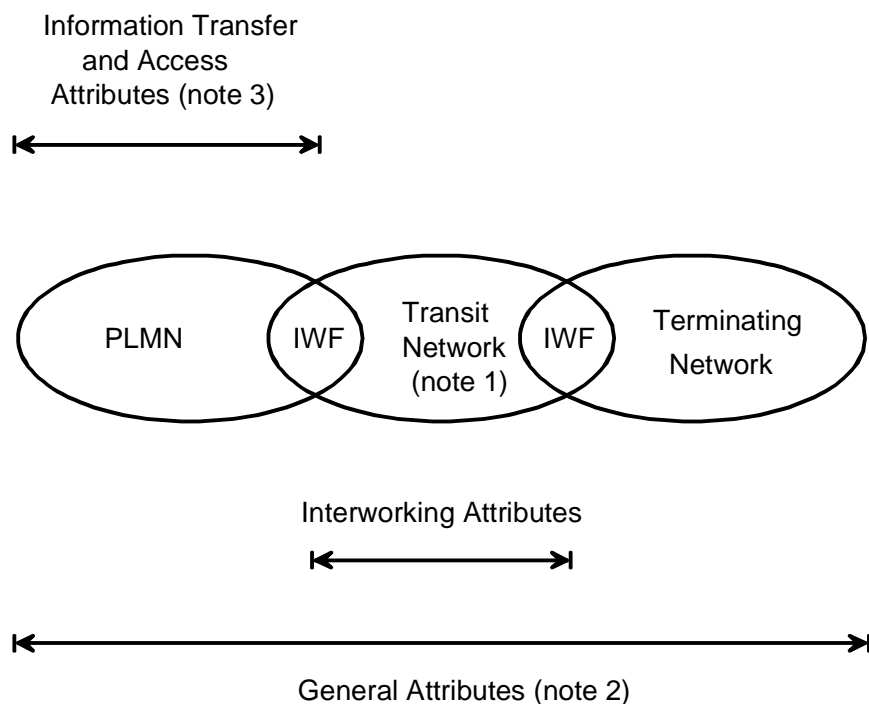 Information Transfer
and Access
Attributes (note 3)
PLMN
IWF
Transit
Network
(note 1)
IWF
Terminating
Network
Interworking Attributes
General Attributes (note 2)